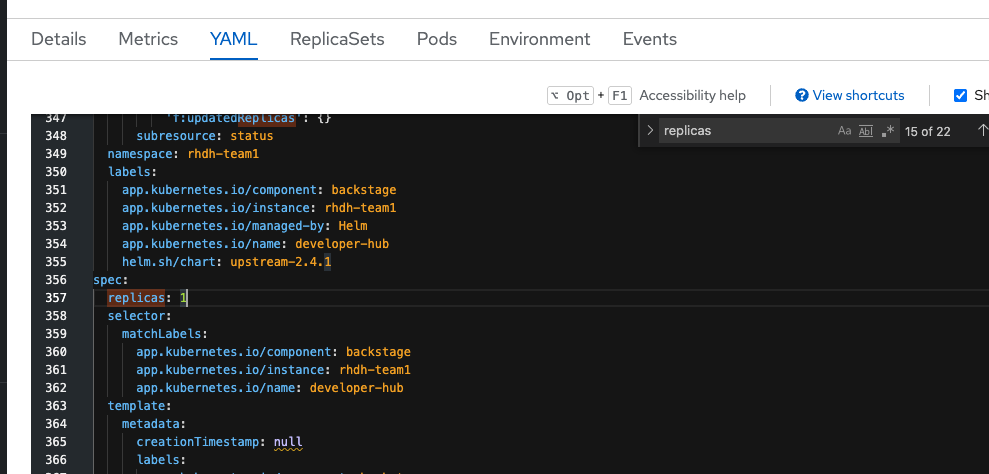 Details Metrics YAML ReplicaSets Pods Environment Events
⌥ Opt + F1 Accessibility help View shortcuts Sh
replicas Aa Abl .* 15 of 22
347 'f:updatedReplicas': {}
348 subresource: status
349 namespace: rhdh-team1
350 labels:
351 app.kubernetes.io/component: backstage
352 app.kubernetes.io/instance: rhdh-team1
353 app.kubernetes.io/managed-by: Helm
354 app.kubernetes.io/name: developer-hub
355 helm.sh/chart: upstream-2.4.1
356 spec:
357 replicas: 1
358 selector:
359 matchLabels:
360 app.kubernetes.io/component: backstage
361 app.kubernetes.io/instance: rhdh-team1
362 app.kubernetes.io/name: developer-hub
363 template:
364 metadata:
365 creationTimestamp: null
366 labels: